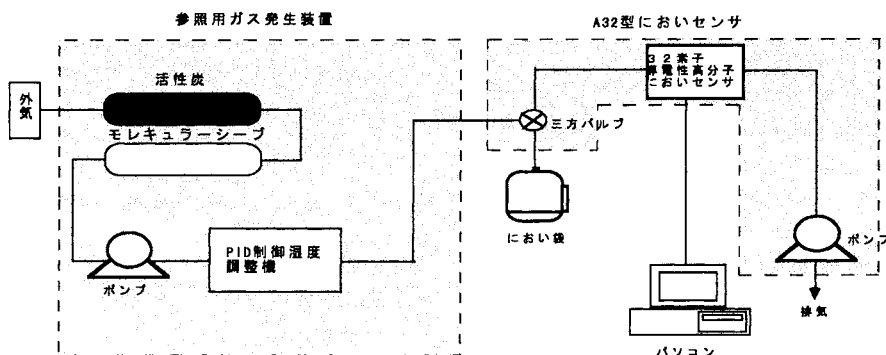 参照用ガス発生装置
A32型においセンサ
外気
活性炭
モレキュラーシーブ
ポンプ
PID制御湿度
調整機
三方バルブ
におい袋
32素子
導電性高分子
においセンサ
ポンプ
排気
パソコン